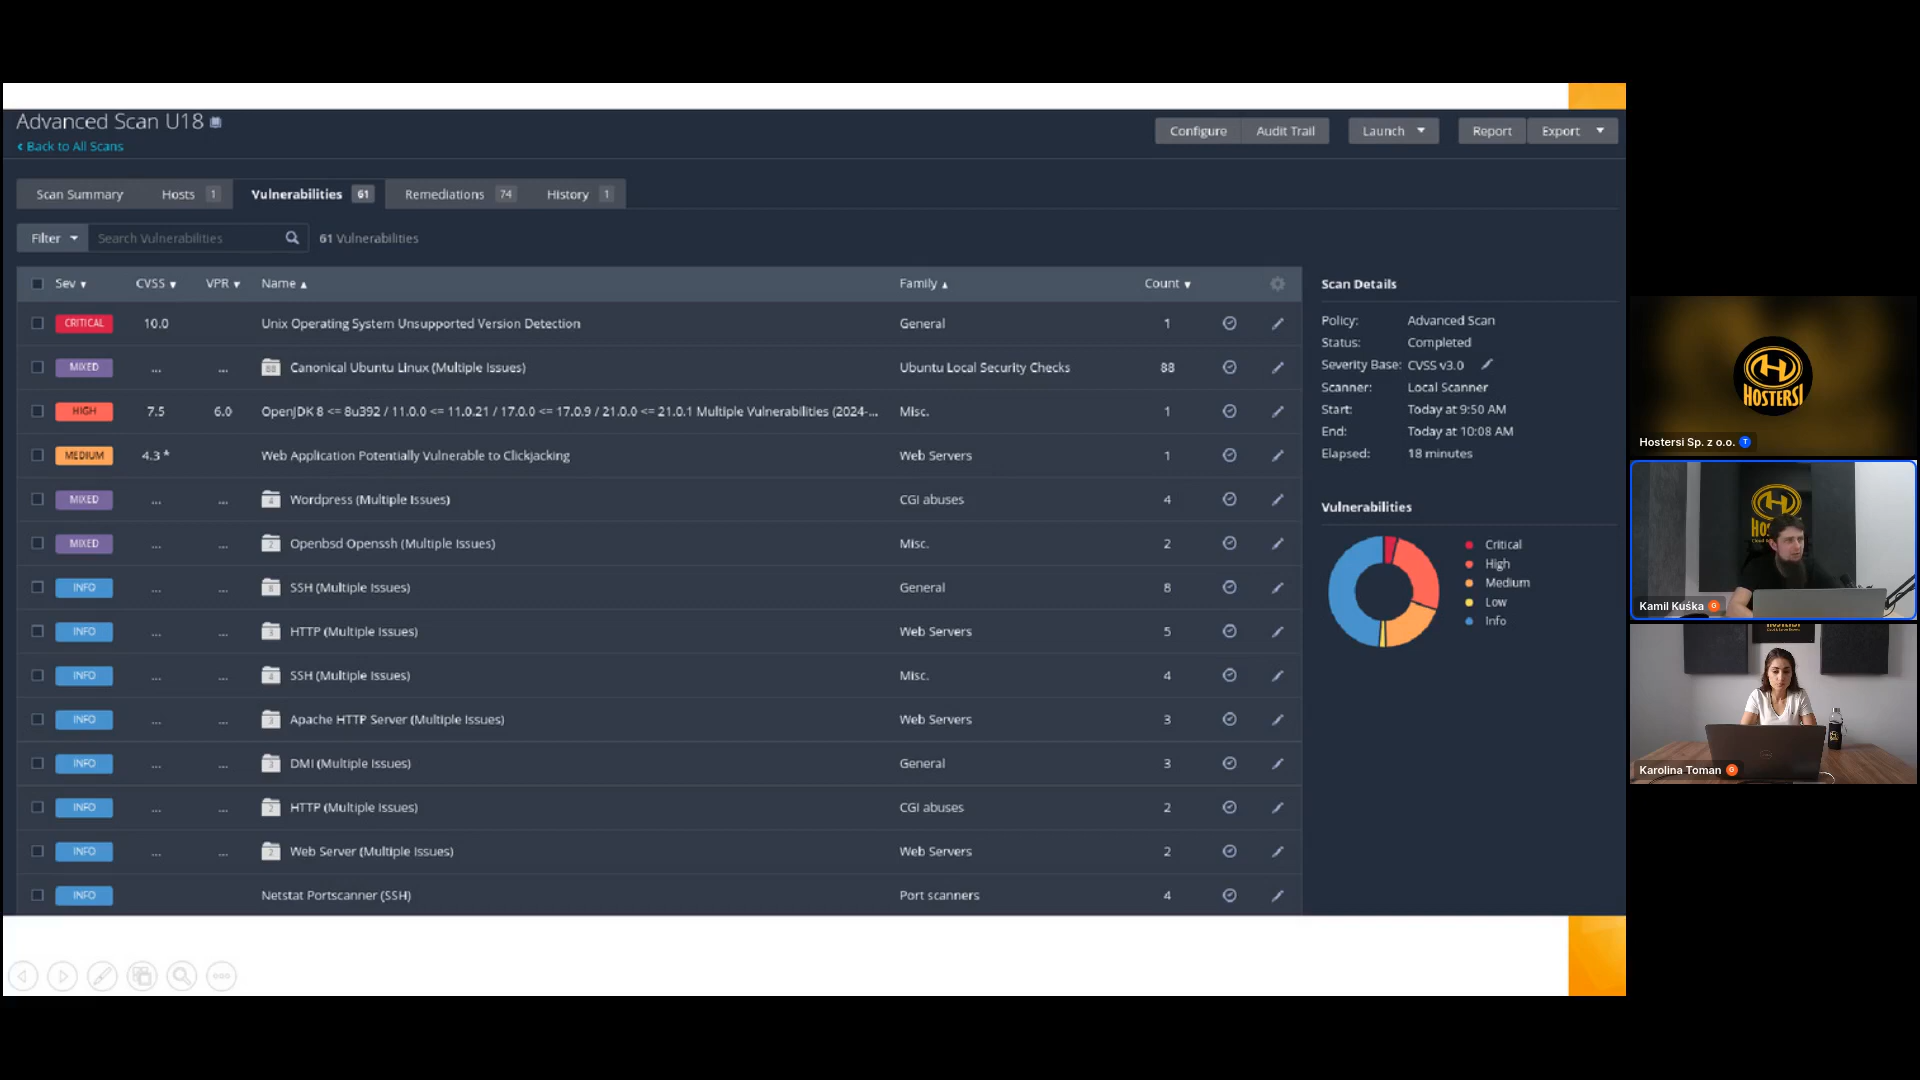 Advanced Scan U18
Back to All Scans
Configure Audit Trail Launch Report Export
Scan Summary Hosts 1 Vulnerabilities 61 Remediations 74 History 1
Filter Search Vulnerabilities 61 Vulnerabilities
Sev CVSS VPR Name Family Count
CRITICAL 10.0 Unix Operating System Unsupported Version Detection General 1
MIXED ... ... 88 Canonical Ubuntu Linux (Multiple Issues) Ubuntu Local Security Checks 88
HIGH 7.5 6.0 OpenJDK 8 <= 8u392 / 11.0.0 <= 11.0.21 / 17.0.0 <= 17.0.9 / 21.0.0 <= 21.0.1 Multiple Vulnerabilities (2024-... Misc. 1
MEDIUM 4.3 * Web Application Potentially Vulnerable to Clickjacking Web Servers 1
MIXED ... ... 4 Wordpress (Multiple Issues) CGI abuses 4
MIXED ... ... 2 Openbsd Openssh (Multiple Issues) Misc. 2
INFO ... ... SSH (Multiple Issues) General 8
INFO ... ... 3 HTTP (Multiple Issues) Web Servers 5
INFO ... ... 4 SSH (Multiple Issues) Misc. 4
INFO ... ... 3 Apache HTTP Server (Multiple Issues) Web Servers 3
INFO ... ... 3 DMI (Multiple Issues) General 3
INFO ... ... 2 HTTP (Multiple Issues) CGI abuses 2
INFO ... ... 2 Web Server (Multiple Issues) Web Servers 2
INFO Netstat Portscanner (SSH) Port scanners 4
Scan Details
Policy: Advanced Scan
Status: Completed
Severity Base: CVSS v3.0
Scanner: Local Scanner
Start: Today at 9:50 AM
End: Today at 10:08 AM
Elapsed: 18 minutes
Vulnerabilities
Critical
High
Medium
Low
Info
HOSTERSI
Hostersi Sp. z o.o. T
Kamil Kuśka G
Karolina Toman G